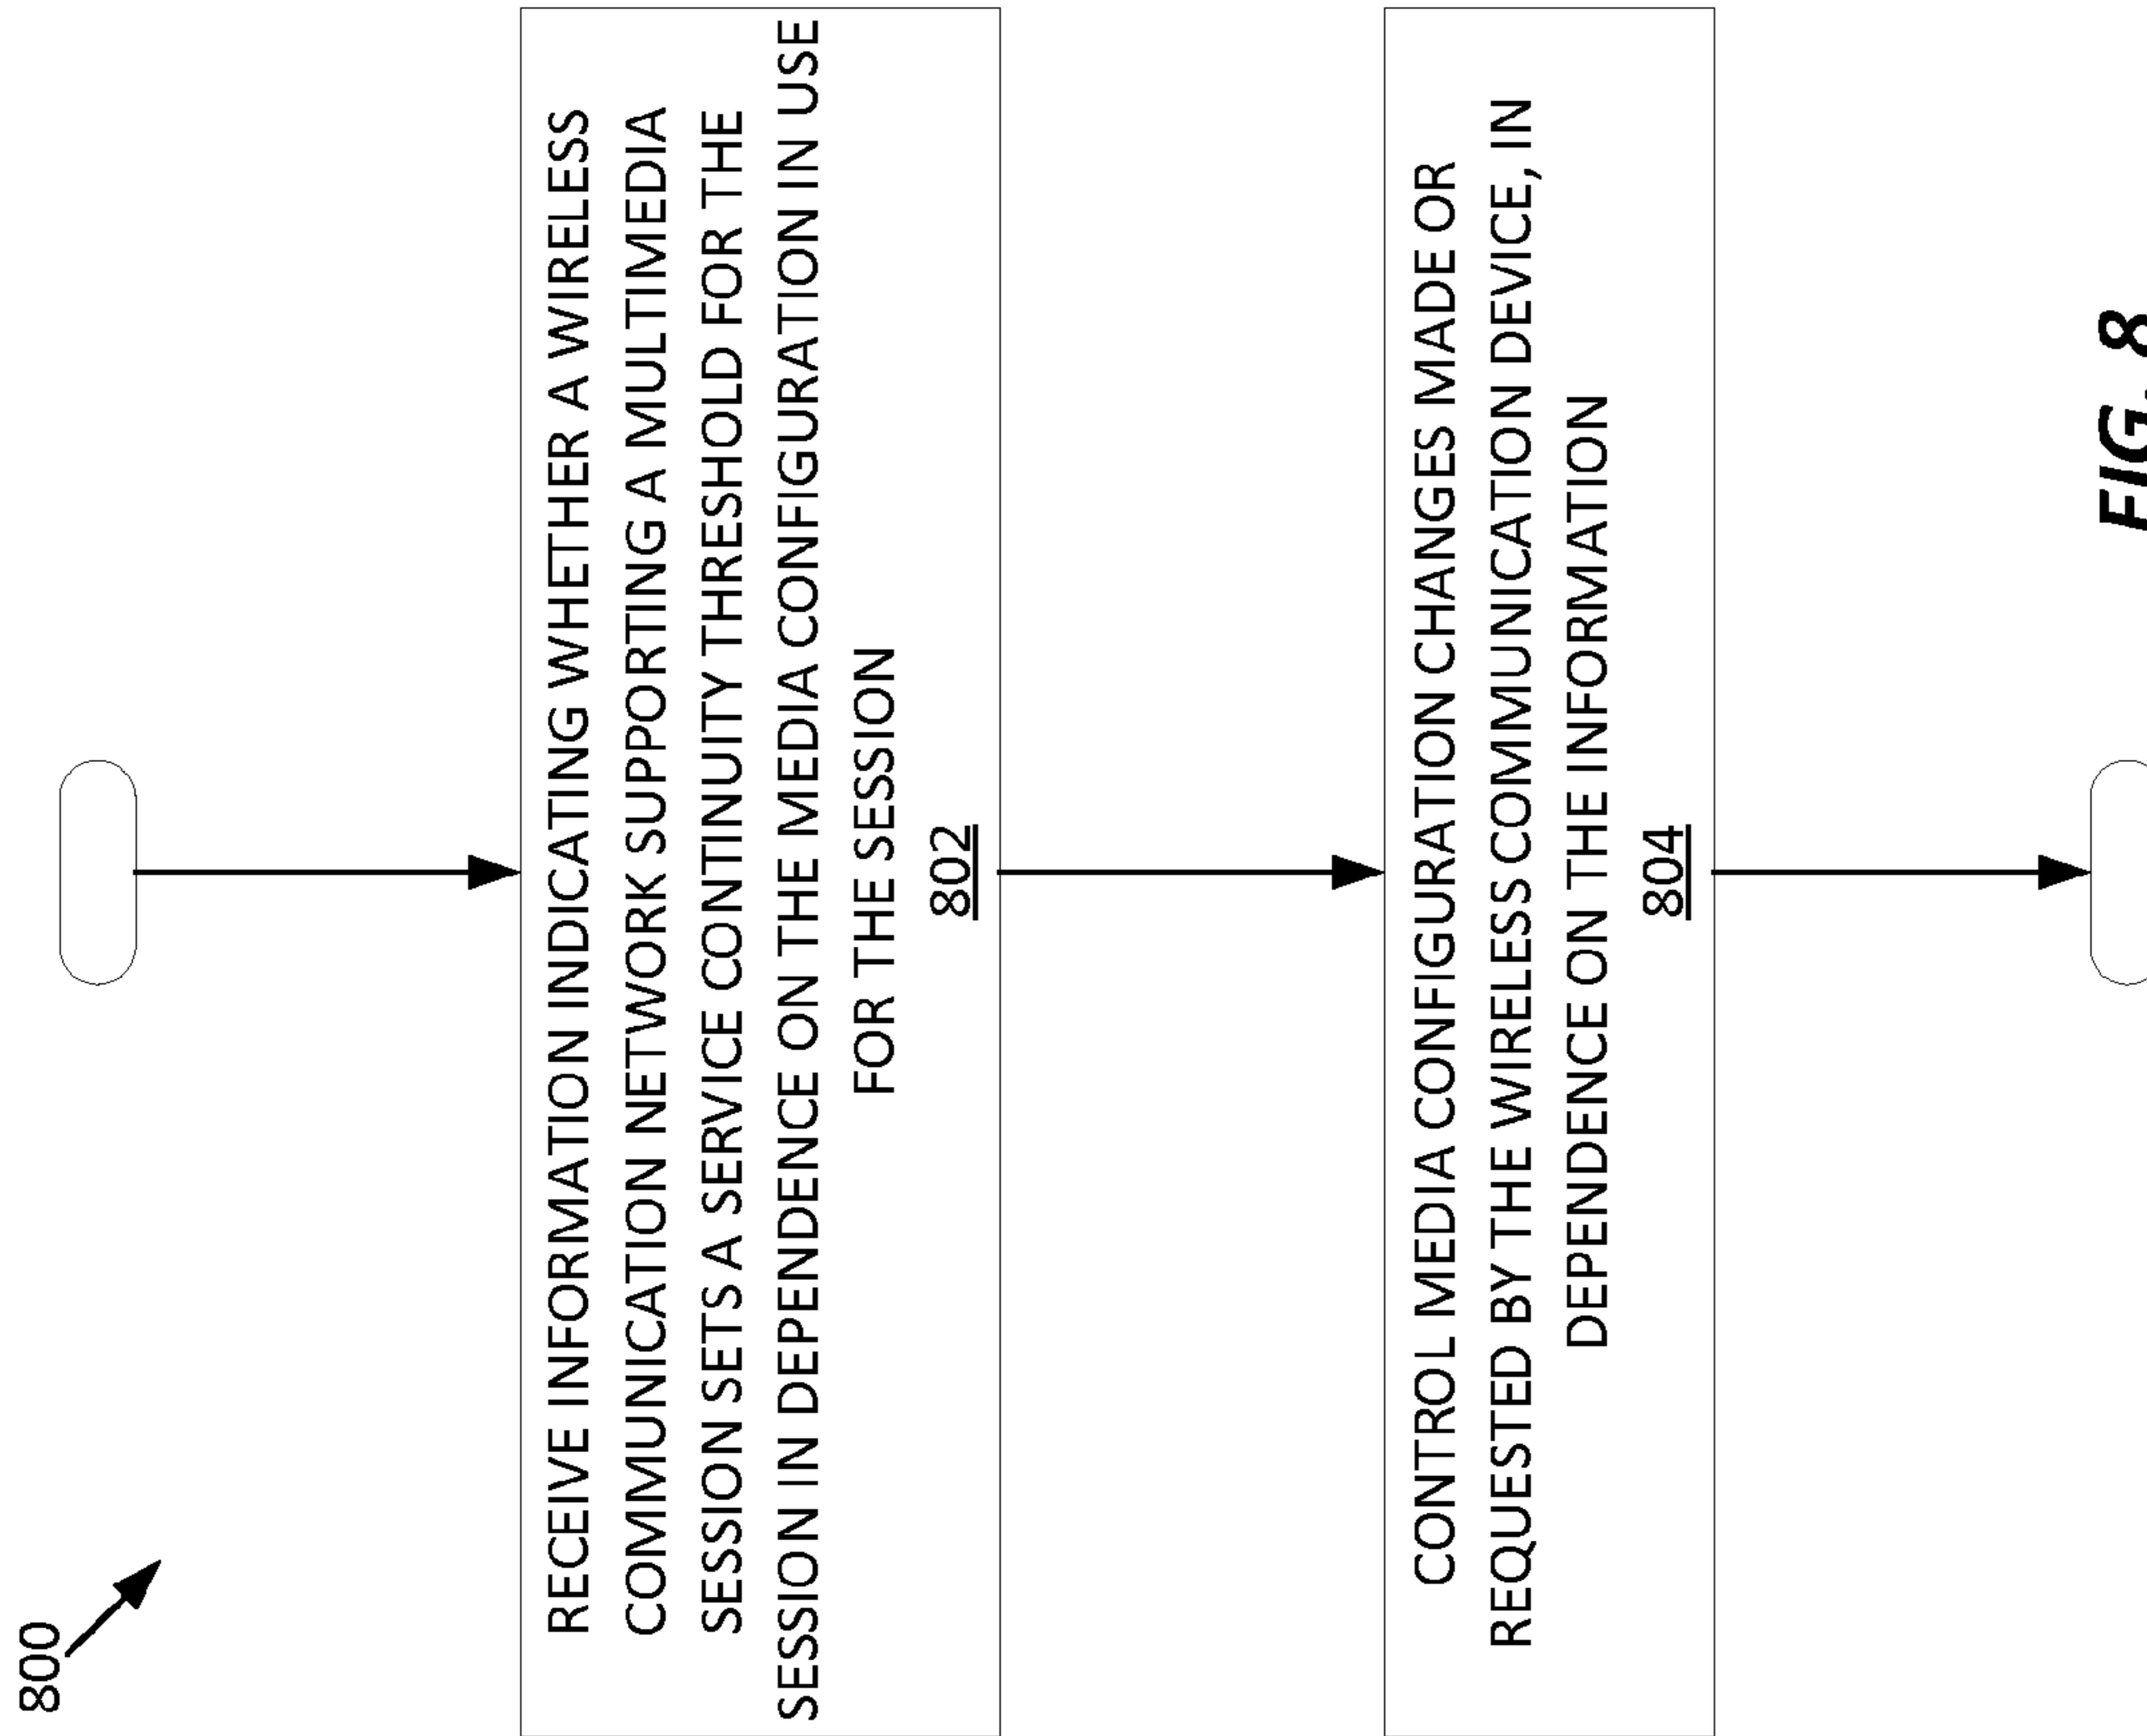 800
RECEIVE INFORMATION INDICATING WHETHER A WIRELESS
COMMUNICATION NETWORK SUPPORTING A MULTIMEDIA
SESSION SETS A SERVICE CONTINUITY THRESHOLD FOR THE
SESSION IN DEPENDENCE ON THE MEDIA CONFIGURATION IN USE
FOR THE SESSION
802
CONTROL MEDIA CONFIGURATION CHANGES MADE OR
REQUESTED BY THE WIRELESS COMMUNICATION DEVICE, IN
DEPENDENCE ON THE INFORMATION
804
FIG. 8